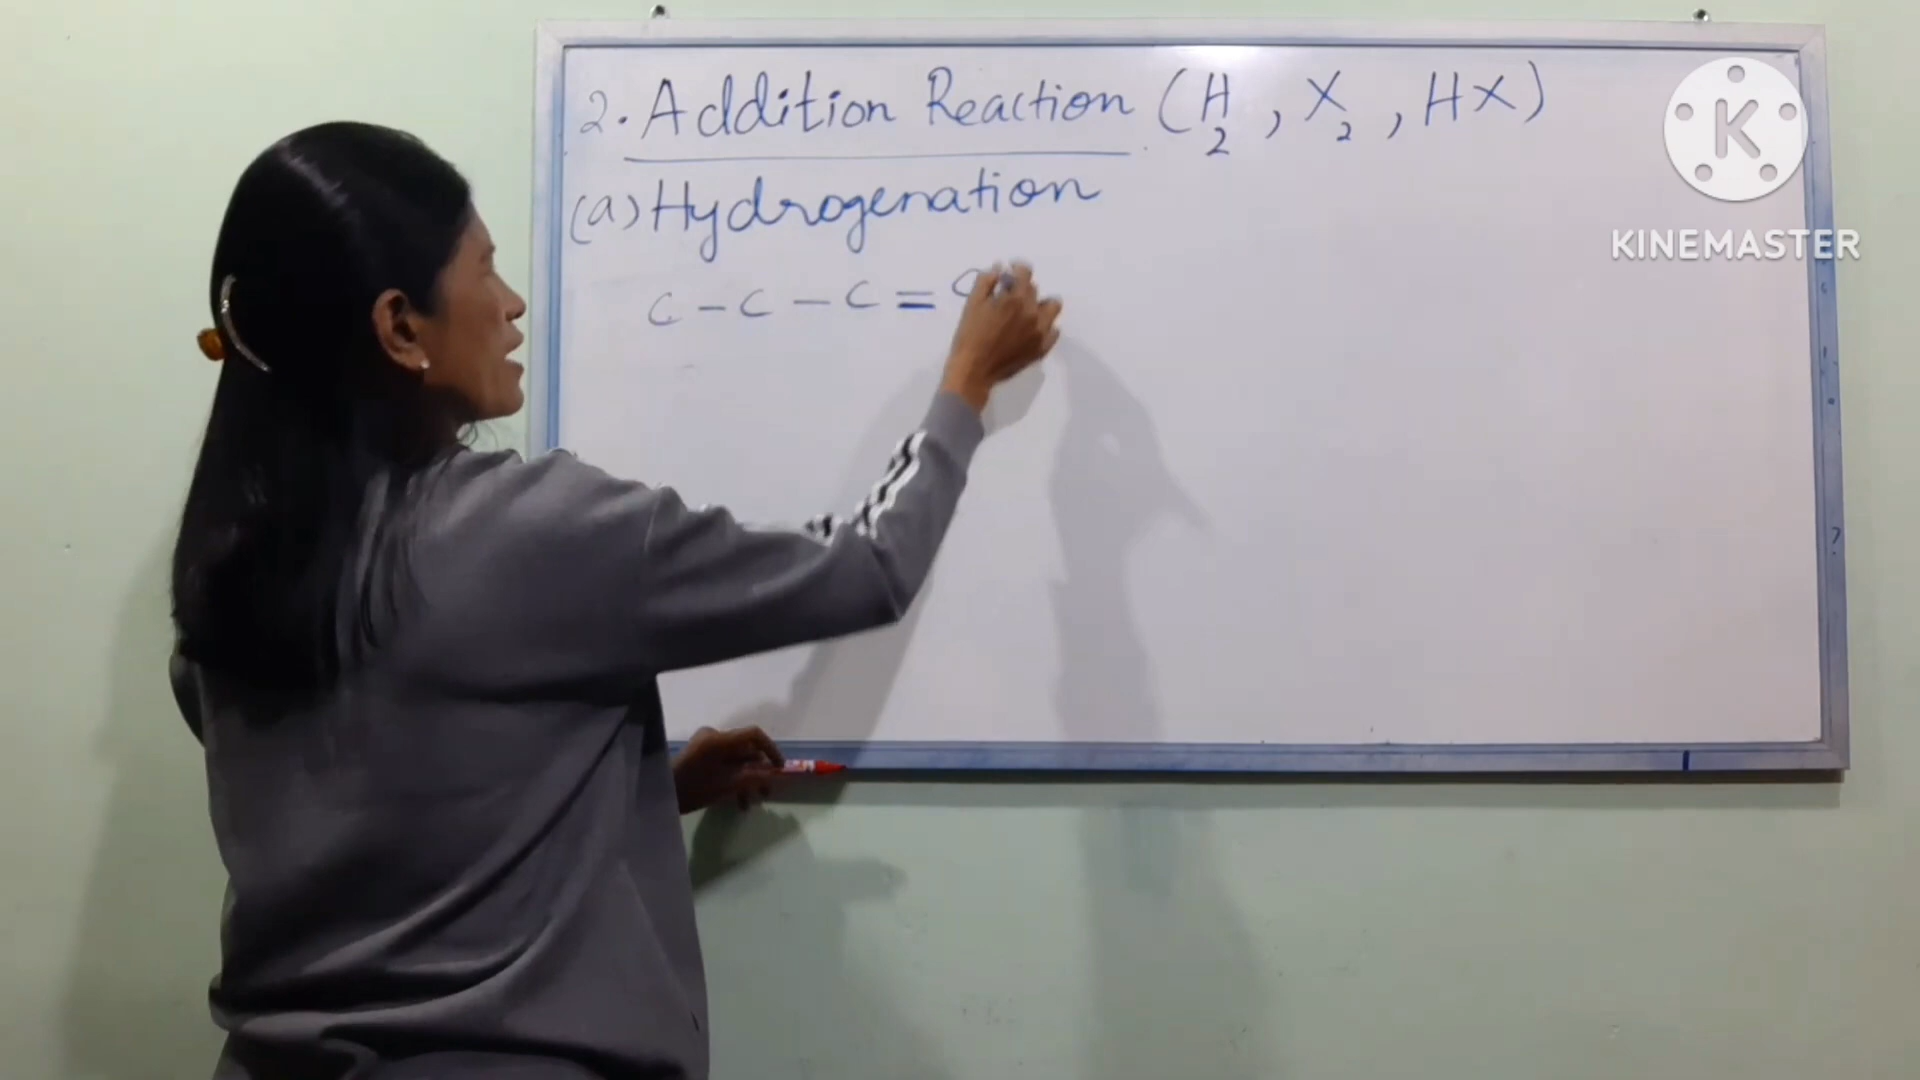 2. Addition Reaction (H₂, X₂, HX)
(a) Hydrogenation
C - C - C = C
K
KINEMASTER